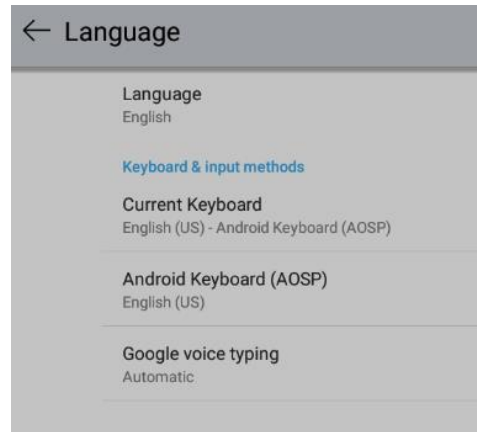 Language
Language
English
Keyboard & input methods
Current Keyboard
English (US) - Android Keyboard (AOSP)
Android Keyboard (AOSP)
English (US)
Google voice typing
Automatic